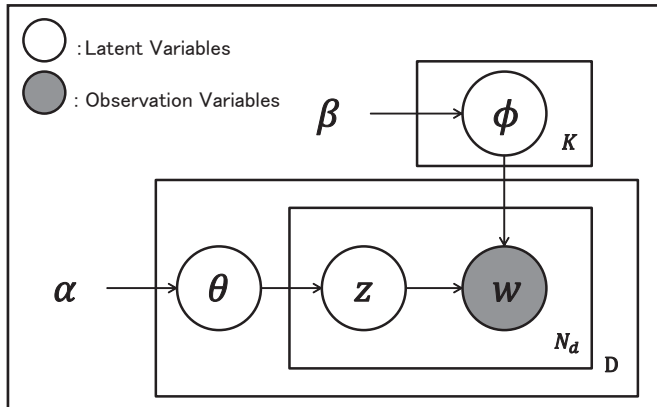 : Latent Variables
: Observation Variables
β
ϕ
K
α
θ
z
w
N_d
D